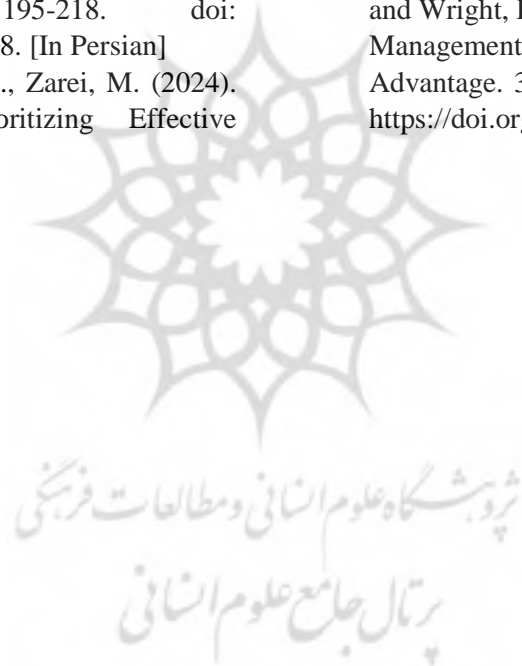 195-218. doi:
8. [In Persian]
., Zarei, M. (2024).
oritizing Effective
and Wright, 
Management
Advantage. 3
https://doi.org
پژوهشگاه علوم انسانی و مطالعات فرهنگی
پرتال جامع علوم انسانی